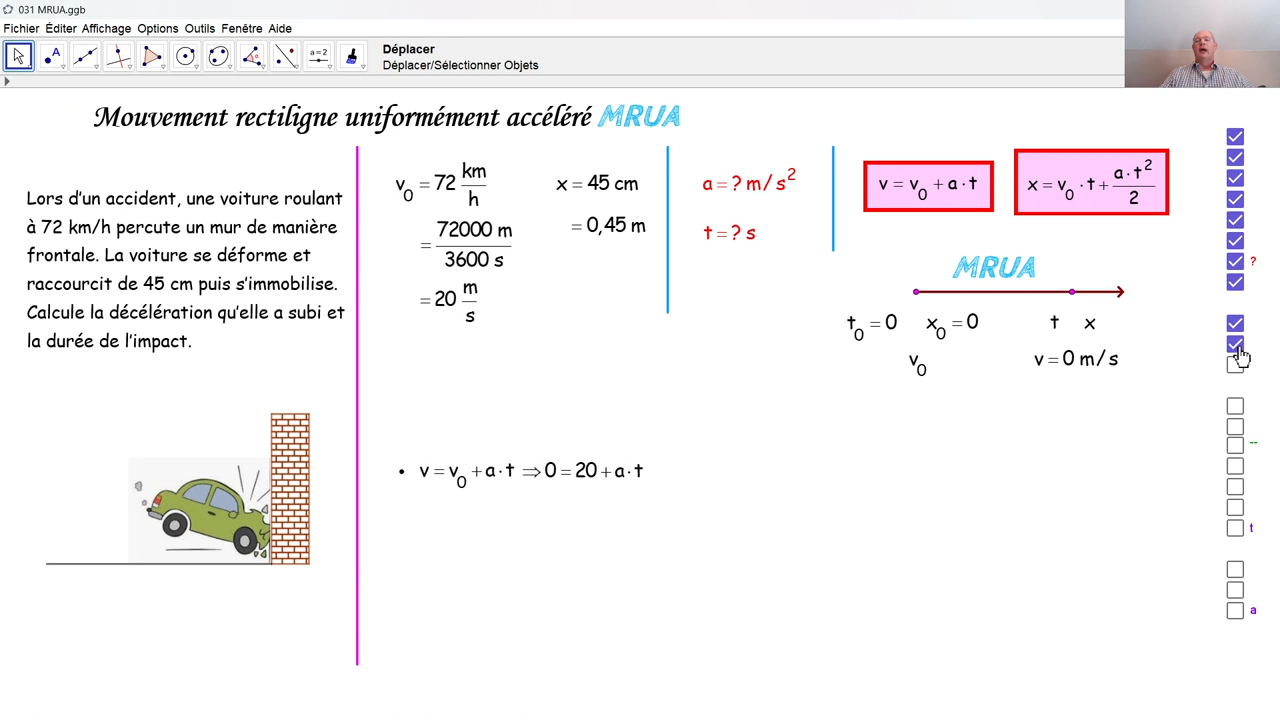 031 MRUA.ggb
Fichier Éditer Affichage Options Outils Fenêtre Aide
A
a=2
Déplacer
Déplacer/Sélectionner Objets
Mouvement rectiligne uniformément accéléré MRUA
Lors d'un accident, une voiture roulant
à 72 km/h percute un mur de manière
frontale. La voiture se déforme et
raccourcit de 45 cm puis s'immobilise.
Calcule la décélération qu'elle a subi et
la durée de l'impact.
v₀ = 72 km/h
= 72000 m / 3600 s
= 20 m/s
x = 45 cm
= 0,45 m
a = ? m/s²
t = ? s
v = v₀ + a·t
x = v₀ · t + a·t²/2
MRUA
t₀ = 0 x₀ = 0 t x
v₀ v = 0 m/s
• v = v₀ + a·t ⇒ 0 = 20 + a·t
?
--
t
a